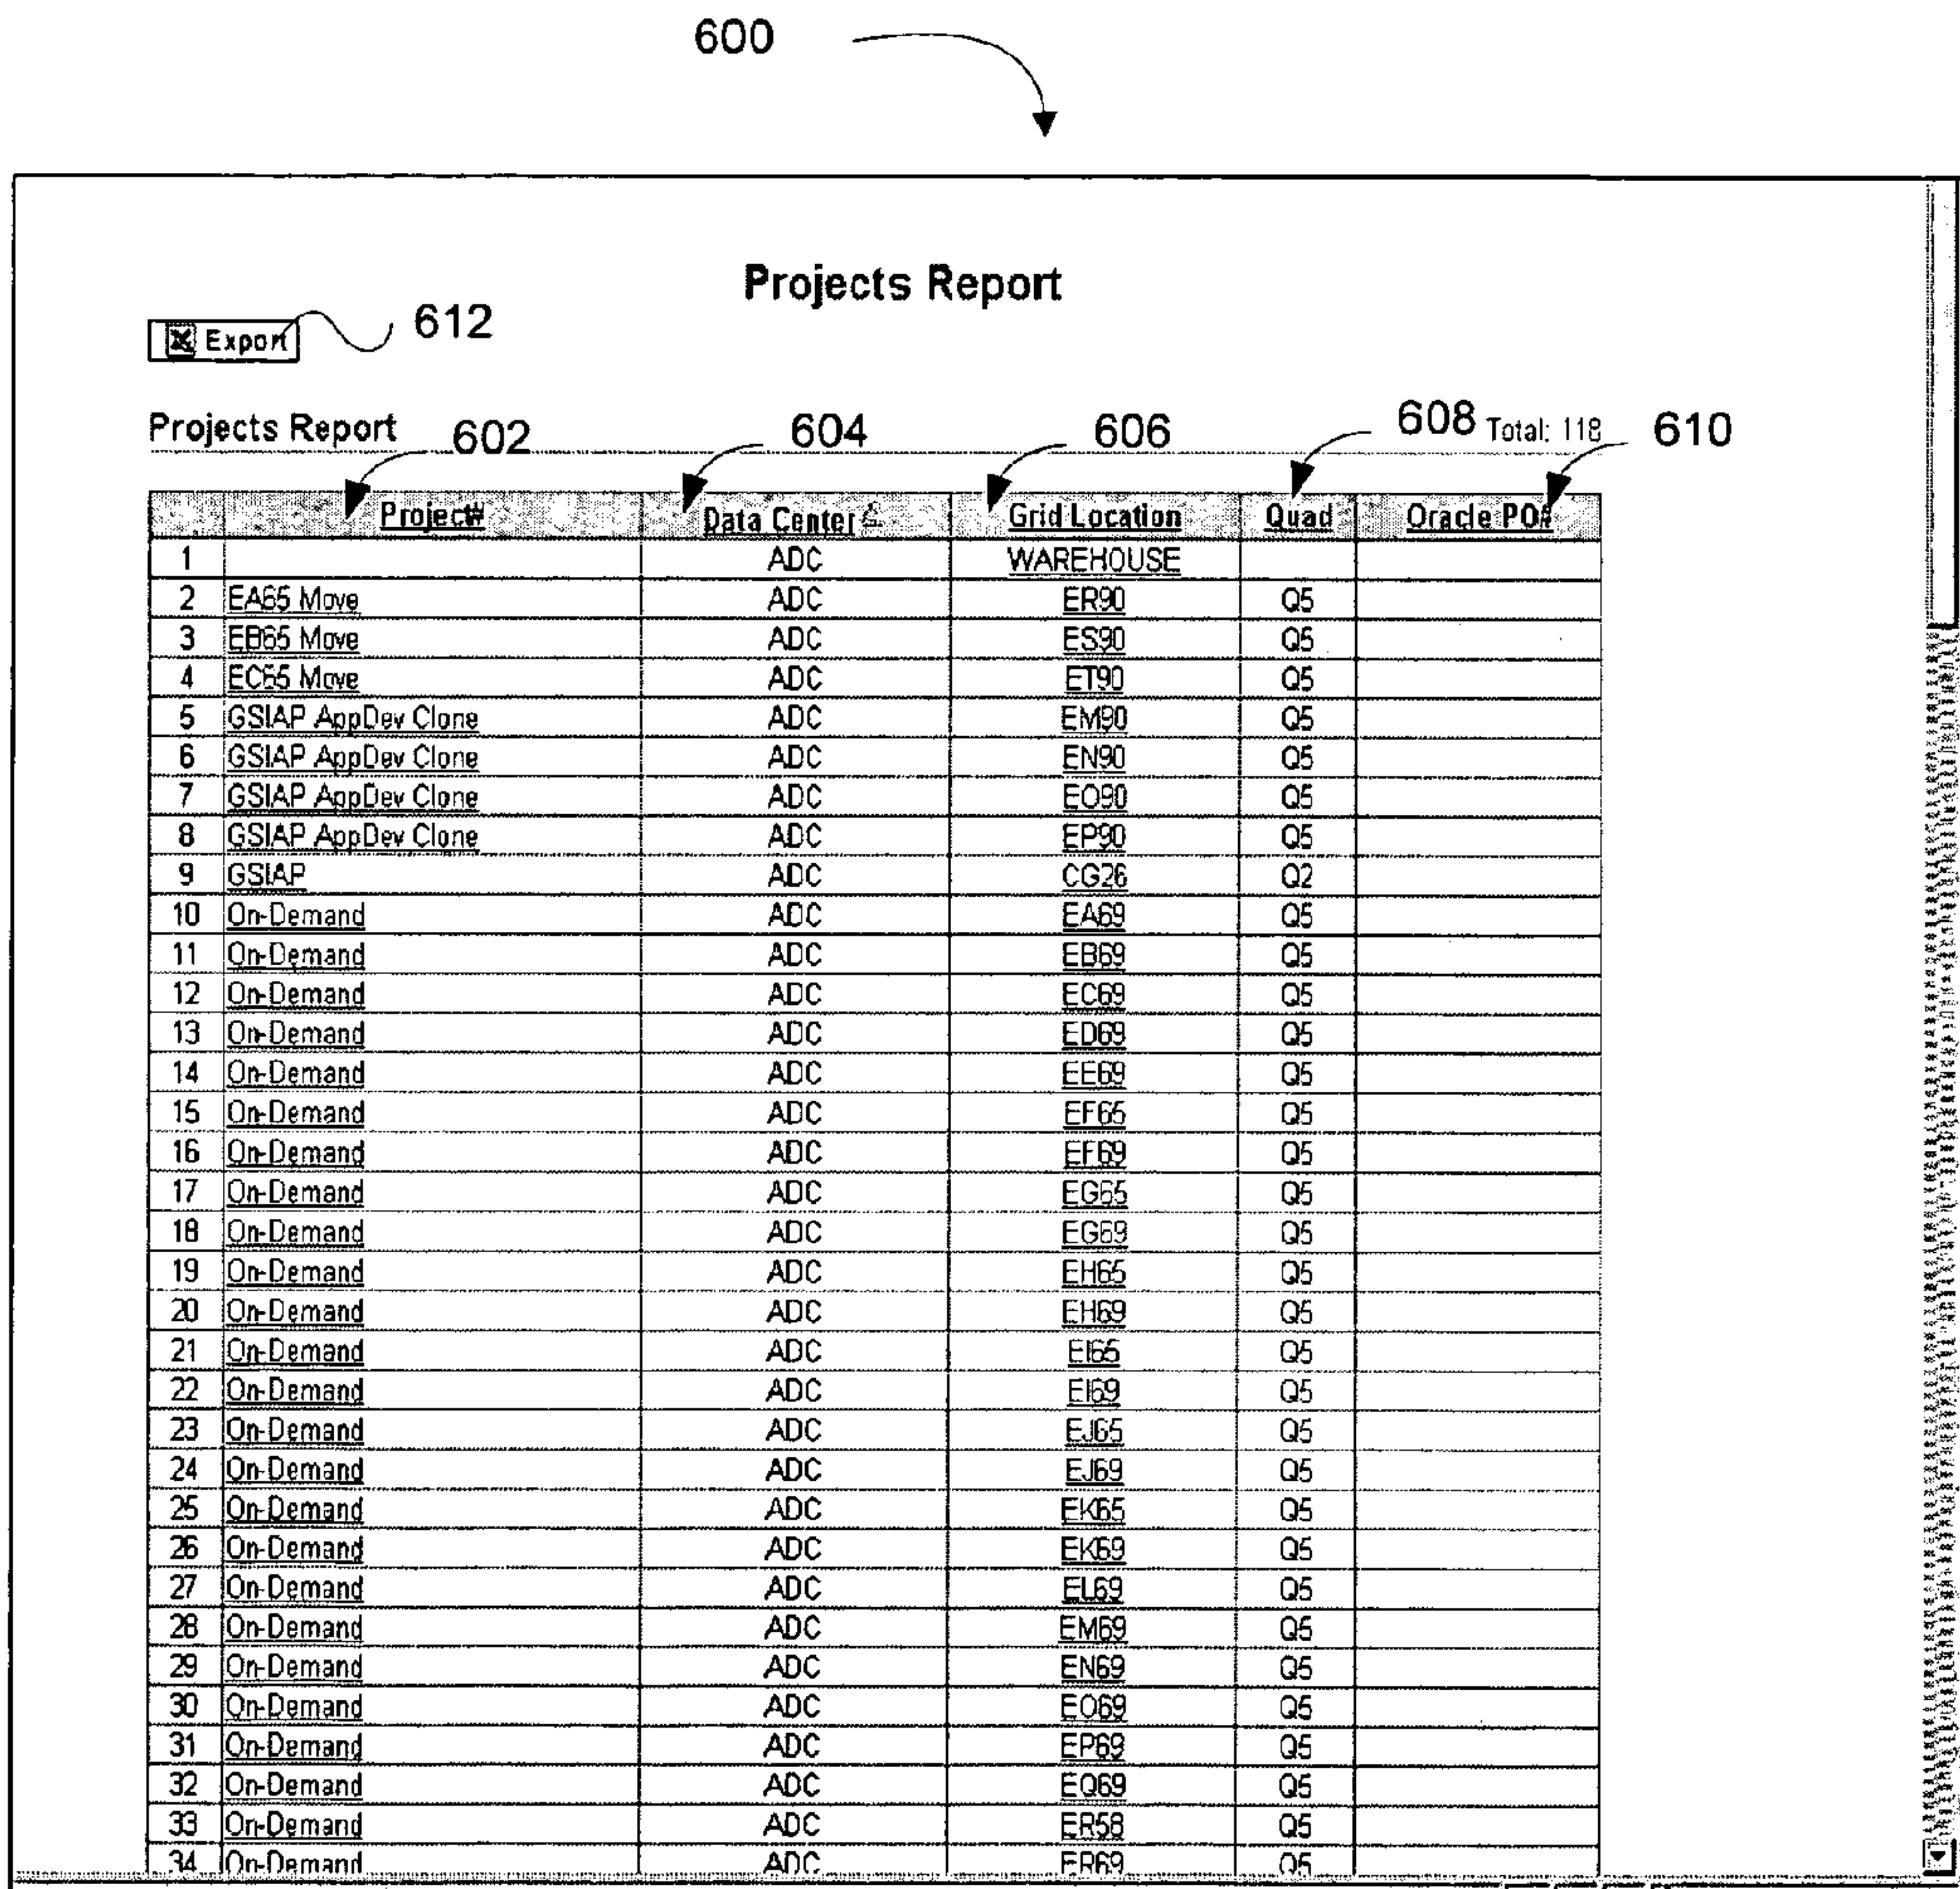 600
Projects Report
Export 612
Projects Report 602 604 606 608 Total: 118 610
Project# Data Center Grid Location Quad Oracle PO#
1 ADC WAREHOUSE
2 EA65 Move ADC ER90 Q5
3 EB65 Move ADC ES90 Q5
4 EC65 Move ADC ET90 Q5
5 GSIAP AppDev Clone ADC EM90 Q5
6 GSIAP AppDev Clone ADC EN90 Q5
7 GSIAP AppDev Clone ADC EO90 Q5
8 GSIAP AppDev Clone ADC EP90 Q5
9 GSIAP ADC CG26 Q2
10 On-Demand ADC EA69 Q5
11 On-Demand ADC EB69 Q5
12 On-Demand ADC EC69 Q5
13 On-Demand ADC ED69 Q5
14 On-Demand ADC EE69 Q5
15 On-Demand ADC EF65 Q5
16 On-Demand ADC EF69 Q5
17 On-Demand ADC EG65 Q5
18 On-Demand ADC EG69 Q5
19 On-Demand ADC EH65 Q5
20 On-Demand ADC EH69 Q5
21 On-Demand ADC EI65 Q5
22 On-Demand ADC EI69 Q5
23 On-Demand ADC EJ65 Q5
24 On-Demand ADC EJ69 Q5
25 On-Demand ADC EK65 Q5
26 On-Demand ADC EK69 Q5
27 On-Demand ADC EL69 Q5
28 On-Demand ADC EM69 Q5
29 On-Demand ADC EN69 Q5
30 On-Demand ADC EO69 Q5
31 On-Demand ADC EP69 Q5
32 On-Demand ADC EQ69 Q5
33 On-Demand ADC ER58 Q5
34 On-Demand ADC ER69 Q5